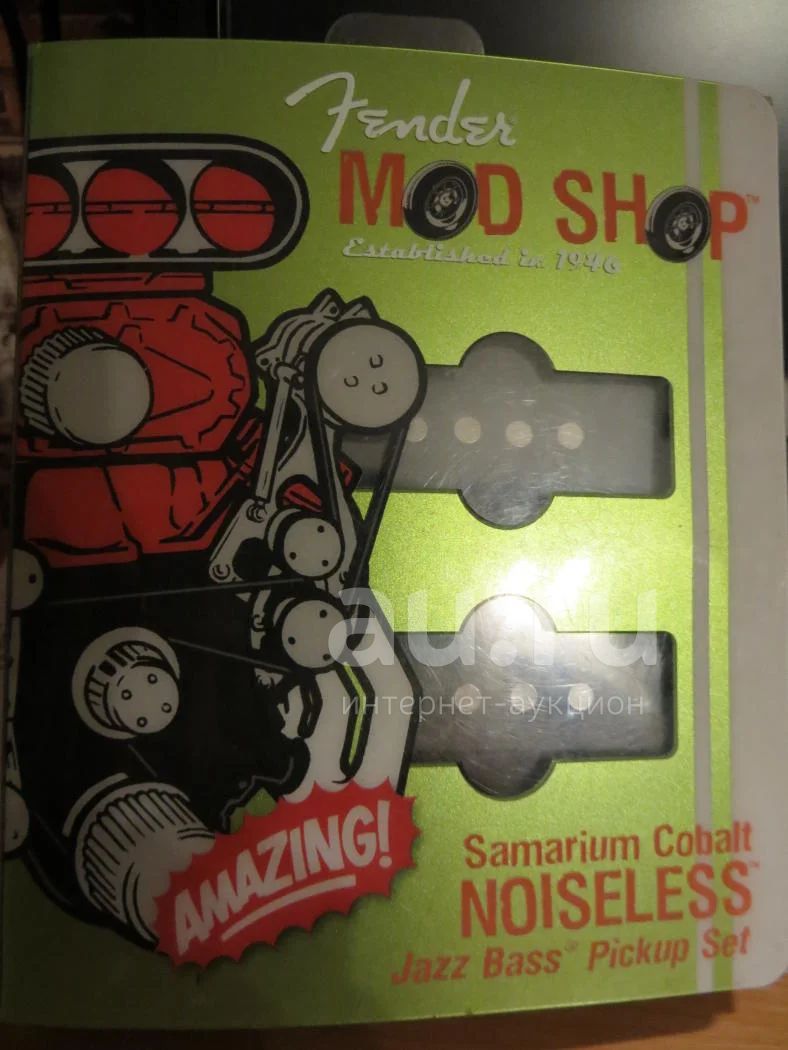 Fender
MOD SHOP™
Established in 1946
au.ru
интернет-аукцион
AMAZING!
Samarium Cobalt
NOISELESS™
Jazz Bass® Pickup Set